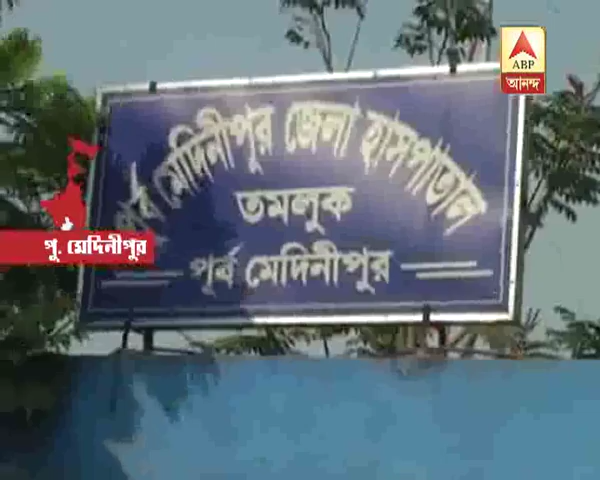 ABP
আনন্দ
পূর্ব মেদিনীপুর জেলা হাসপাতাল
তমলুক
পূর্ব মেদিনীপুর
পু. মেদিনীপুর